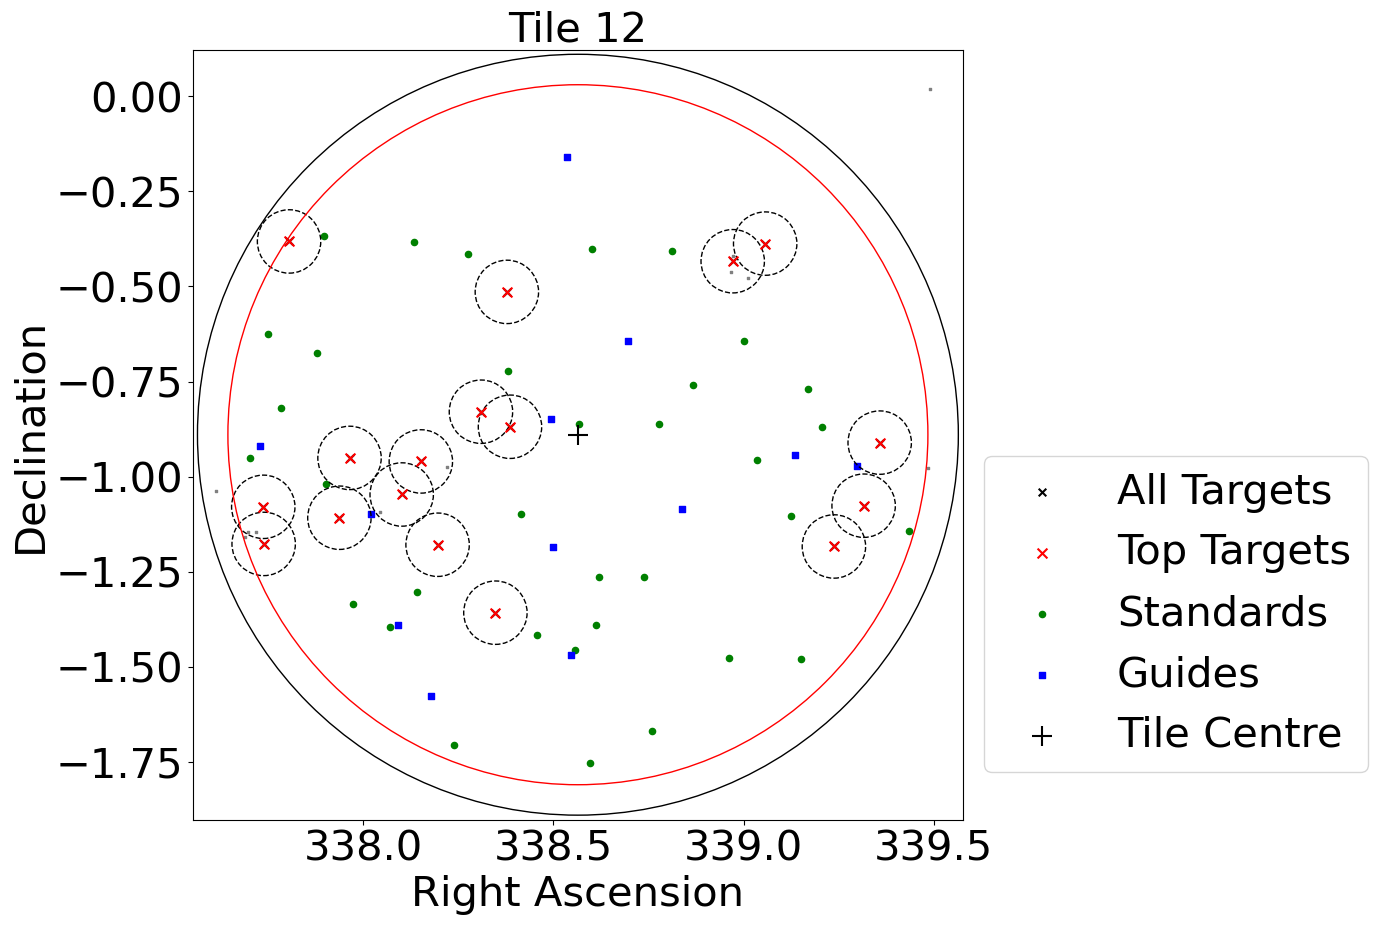 Tile 12
0.00
−0.25
−0.50
−0.75
−1.00
−1.25
−1.50
−1.75
Declination
338.0 338.5 339.0 339.5
Right Ascension
All Targets
Top Targets
Standards
Guides
Tile Centre